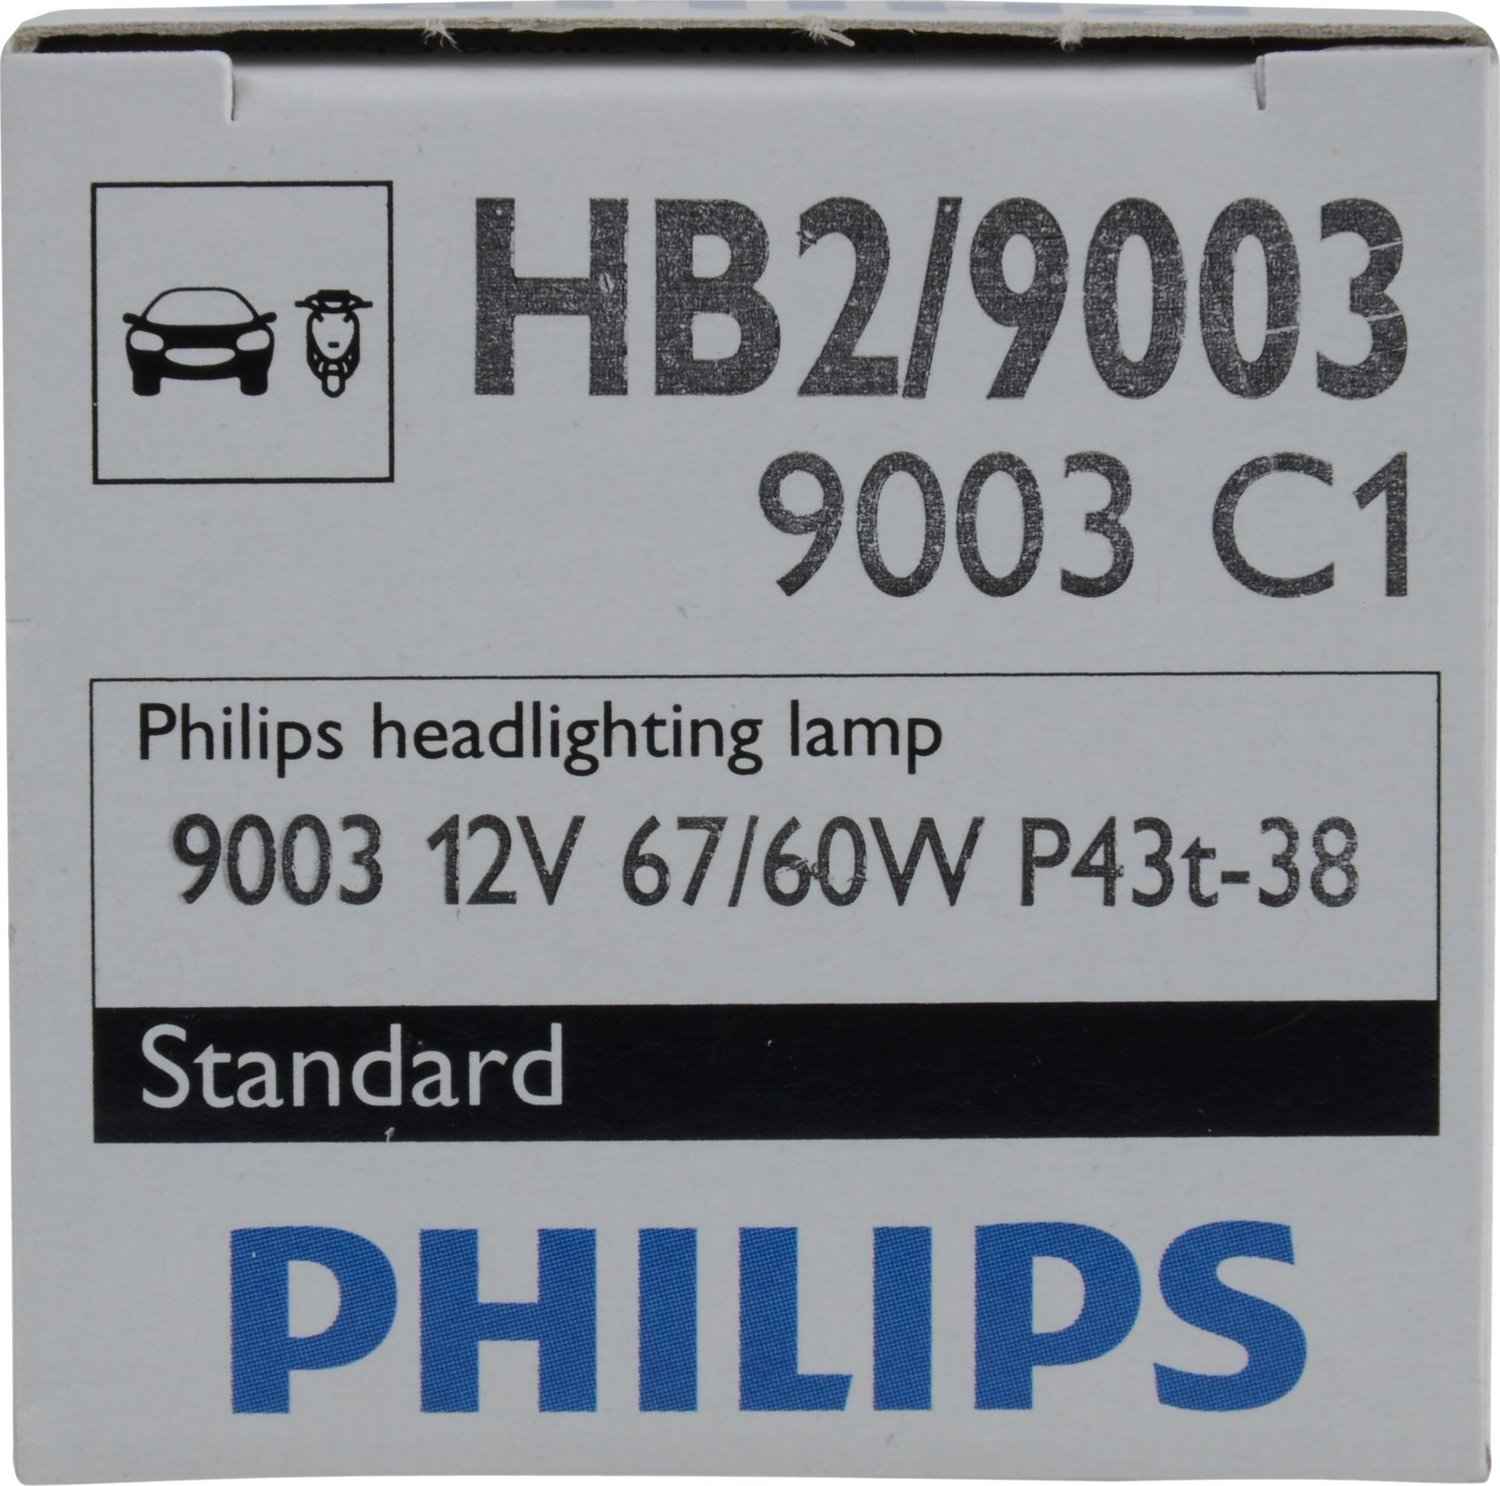 HB2/9003
9003 C1
Philips headlighting lamp
9003 12V 67/60W P43t-38
Standard
PHILIPS